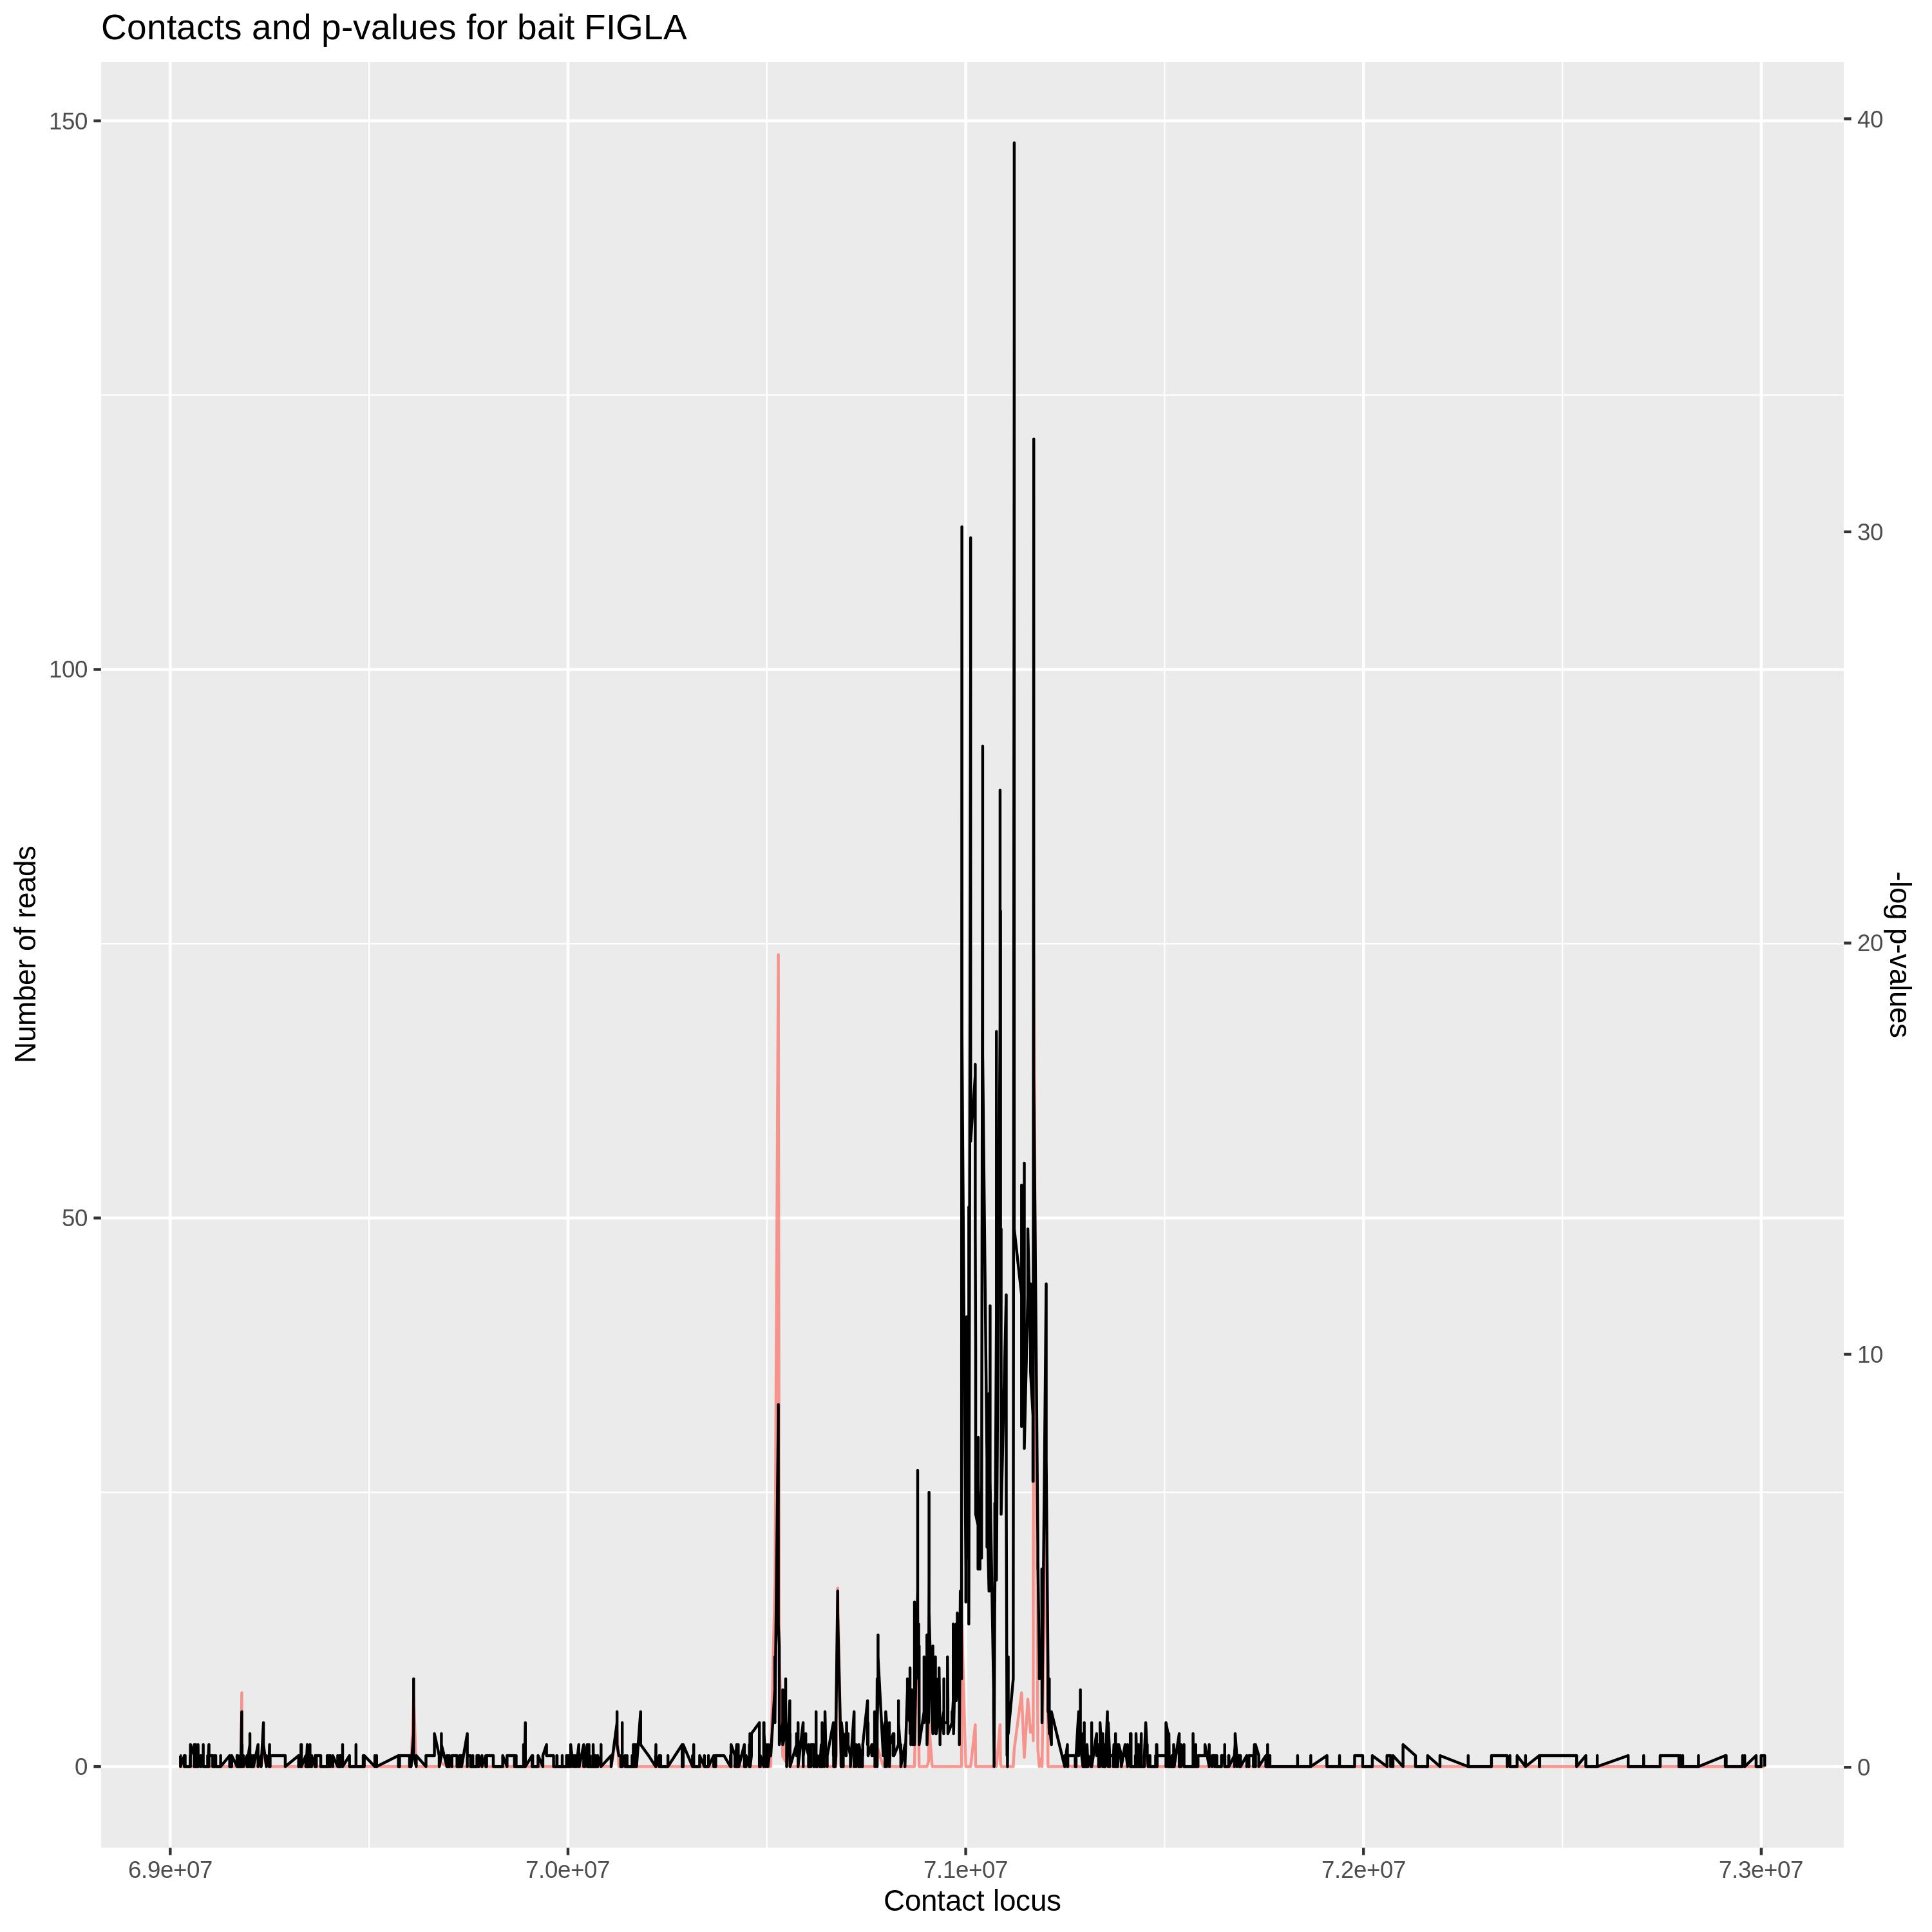 Contacts and p-values for bait FIGLA
150
100
50
0
Number of reads
40
30
20
10
0
-log p-values
6.9e+07 7.0e+07 7.1e+07 7.2e+07 7.3e+07
Contact locus